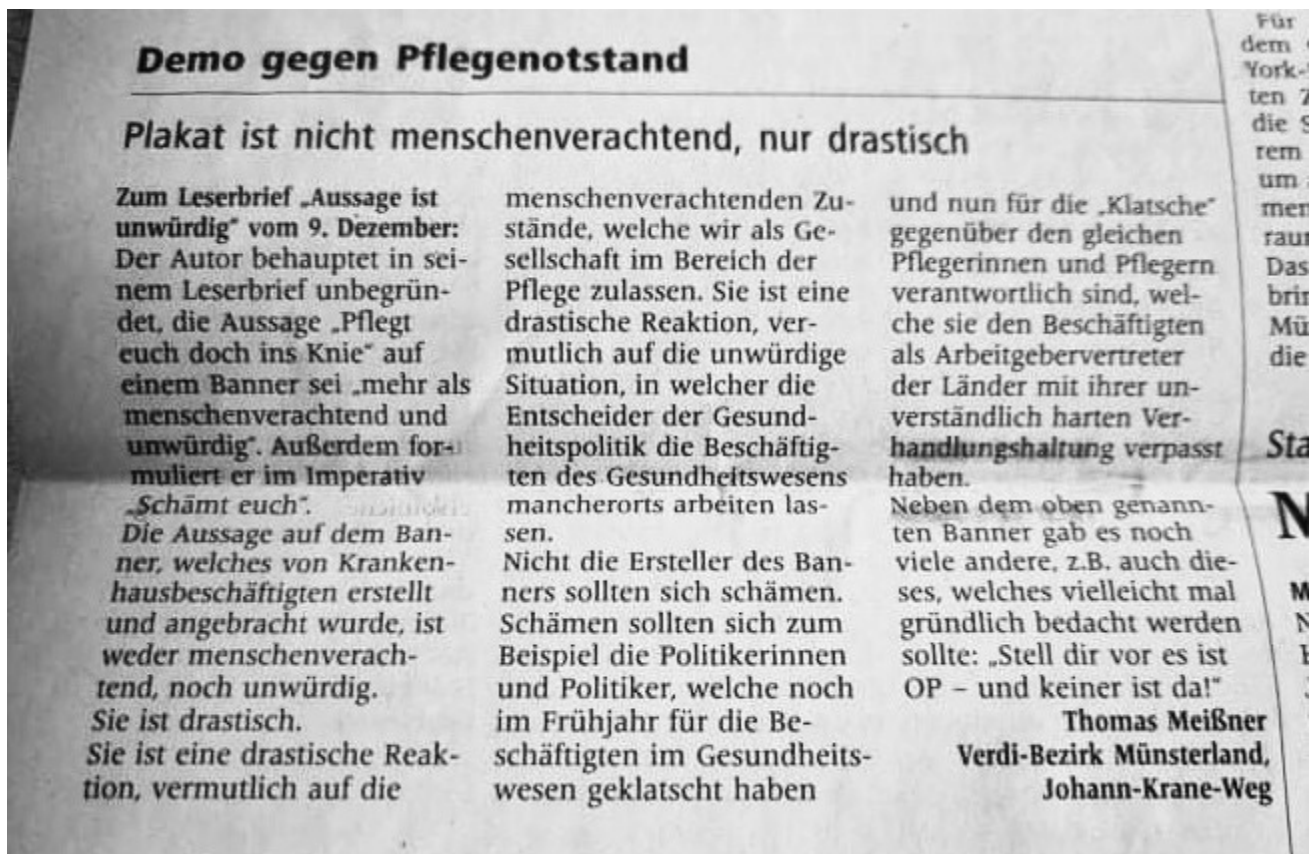 Demo gegen Pflegenotstand
Plakat ist nicht menschenverachtend, nur drastisch
Zum Leserbrief „Aussage ist
unwürdig“ vom 9. Dezember:
Der Autor behauptet in sei-
nem Leserbrief unbegrün-
det, die Aussage „Pflegt
euch doch ins Knie“ auf
einem Banner sei „mehr als
menschenverachtend und
unwürdig“. Außerdem for-
muliert er im Imperativ
„Schämt euch“.
Die Aussage auf dem Ban-
ner, welches von Kranken-
hausbeschäftigten erstellt
und angebracht wurde, ist
weder menschenverach-
tend, noch unwürdig.
Sie ist drastisch.
Sie ist eine drastische Reak-
tion, vermutlich auf die
menschenverachtenden Zu-
stände, welche wir als Ge-
sellschaft im Bereich der
Pflege zulassen. Sie ist eine
drastische Reaktion, ver-
mutlich auf die unwürdige
Situation, in welcher die
Entscheider der Gesund-
heitspolitik die Beschäftig-
ten des Gesundheitswesens
mancherorts arbeiten las-
sen.
Nicht die Ersteller des Ban-
ners sollten sich schämen.
Schämen sollten sich zum
Beispiel die Politikerinnen
und Politiker, welche noch
im Frühjahr für die Be-
schäftigten im Gesundheits-
wesen geklatscht haben
und nun für die „Klatsche“
gegenüber den gleichen
Pflegerinnen und Pflegern
verantwortlich sind, wel-
che sie den Beschäftigten
als Arbeitgebervertreter
der Länder mit ihrer un-
verständlich harten Ver-
handlungshaltung verpasst
haben.
Neben dem oben genann-
ten Banner gab es noch
viele andere, z.B. auch die-
ses, welches vielleicht mal
gründlich bedacht werden
sollte: „Stell dir vor es ist
OP – und keiner ist da!“
Thomas Meißner
Verdi-Bezirk Münsterland,
Johann-Krane-Weg
Für
dem
York-
ten
die
rem
um
men
raum
Das
brin
Mü
die
Sta
N